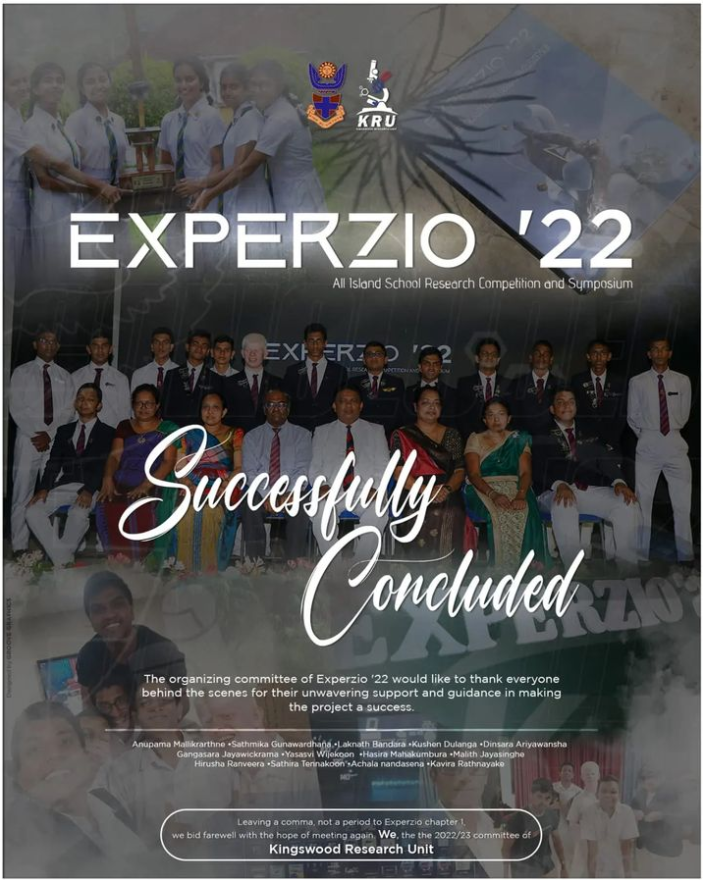 KRU
EXPERZIO '22
All Island School Research Competition and Symposium
EXPERZIO '22
Successfully
Concluded
EXPERZIO'
The organizing committee of Experzio '22 would like to thank everyone
behind the scenes for their unwavering support and guidance in making
the project a success.
Anupama Mallikrarthne •Sathmika Gunawardhana •Laknath Bandara •Kushen Dulanga •Dinsara Ariyawansha
Gangasara Jayawickrama •Yasasvi Wijekoon •Hasira Mahakumbura •Malith Jayasinghe
Hirusha Ranveera •Sathira Tennakoon •Achala nandasena •Kavira Rathnayake
Leaving a comma, not a period to Experzio chapter 1,
we bid farewell with the hope of meeting again. We, the the 2022/23 committee of
Kingswood Research Unit